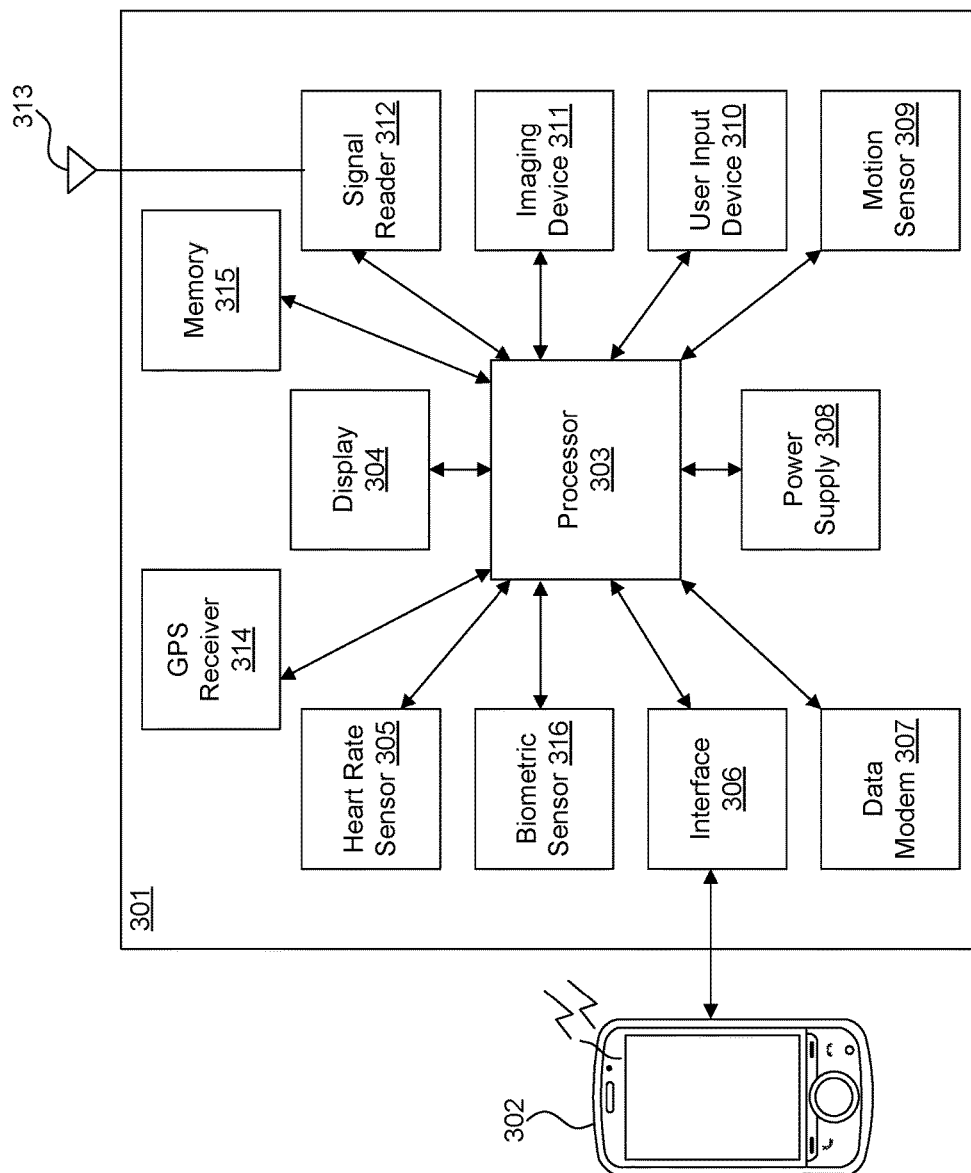 301
302
313
GPS
Receiver
314
Memory
315
Display
304
Heart Rate
Sensor 305
Signal
Reader 312
Biometric
Sensor 316
Processor
303
Imaging
Device 311
Interface
306
User Input
Device 310
Data
Modem 307
Power
Supply 308
Motion
Sensor 309